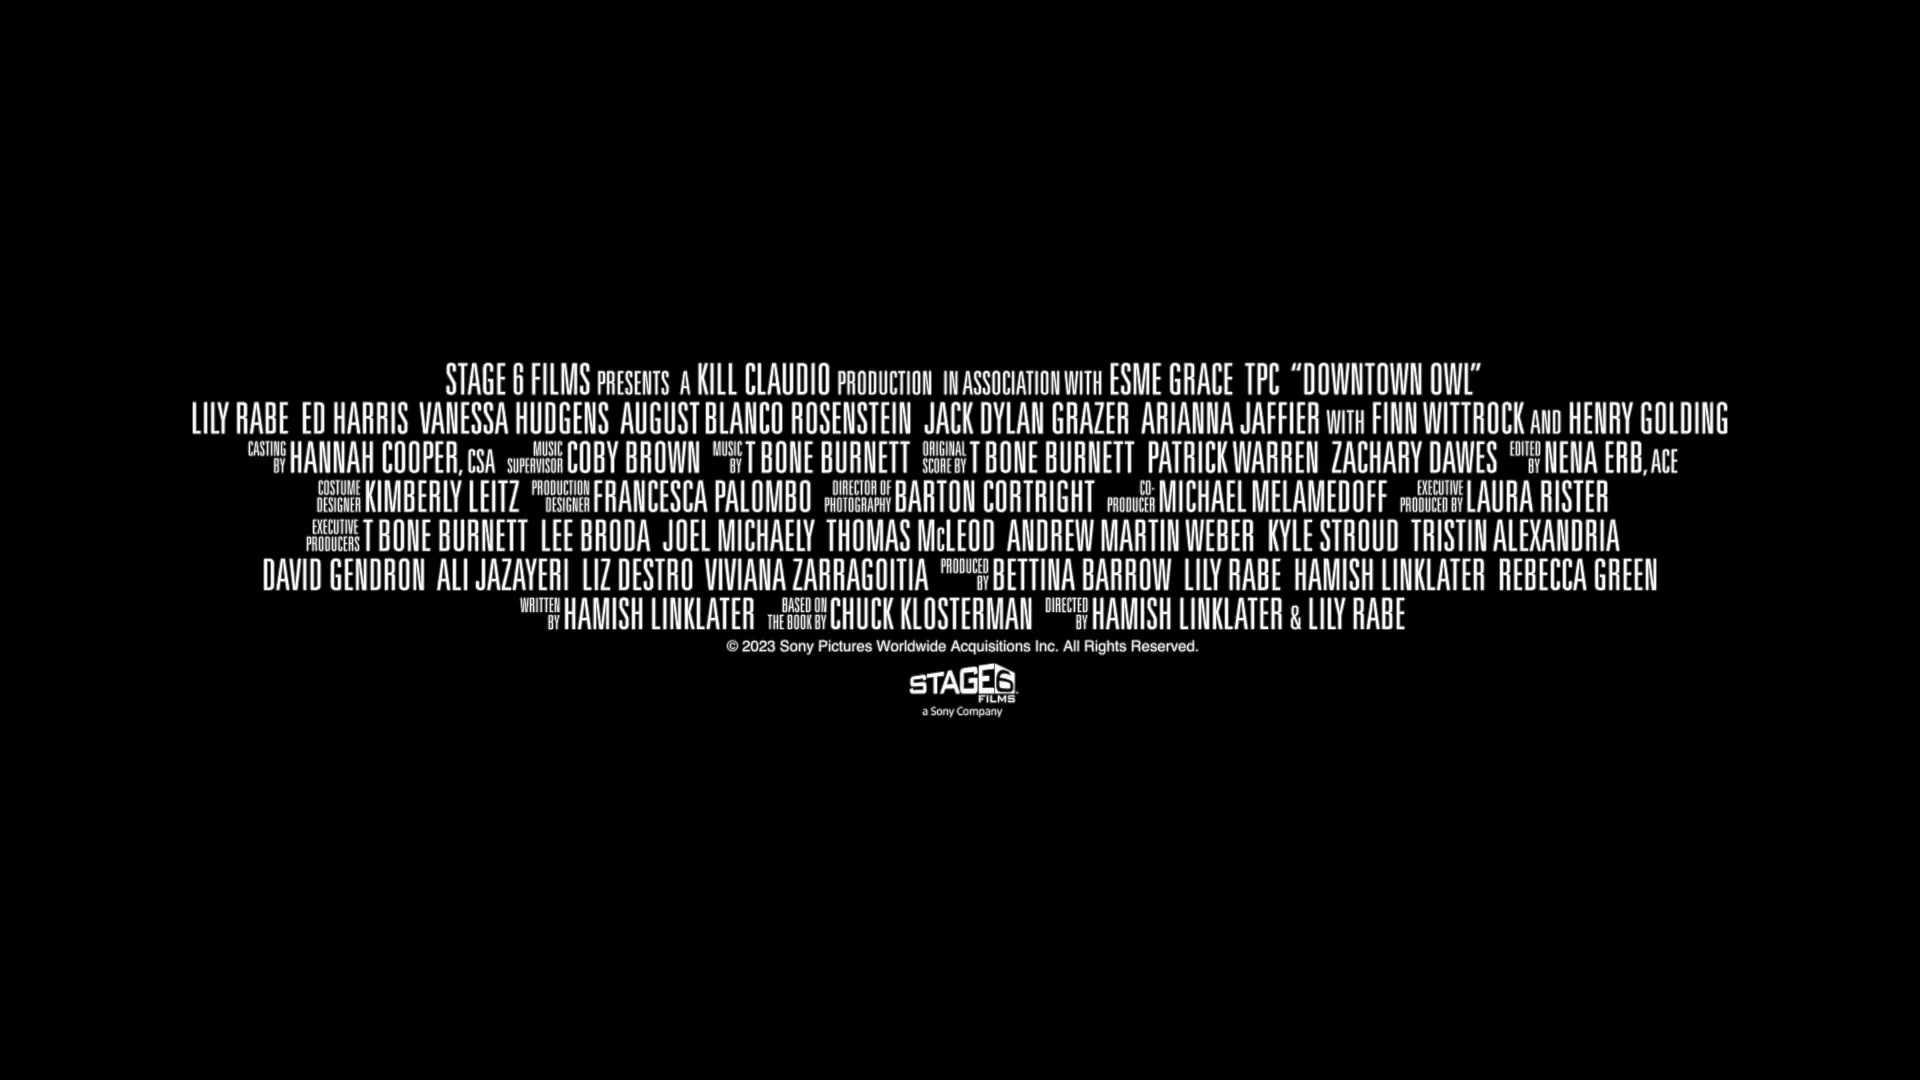 STAGE 6 FILMS PRESENTS A KILL CLAUDIO PRODUCTION IN ASSOCIATION WITH ESME GRACE TPC “DOWNTOWN OWL”
LILY RABE ED HARRIS VANESSA HUDGENS AUGUST BLANCO ROSENSTEIN JACK DYLAN GRAZER ARIANNA JAFFIER WITH FINN WITTROCK AND HENRY GOLDING
CASTING BY HANNAH COOPER, CSA MUSIC SUPERVISOR COBY BROWN MUSIC BY T BONE BURNETT ORIGINAL SCORE BY T BONE BURNETT PATRICK WARREN ZACHARY DAWES EDITED BY NENA ERB, ACE
COSTUME DESIGNER KIMBERLY LEITZ PRODUCTION DESIGNER FRANCESCA PALOMBO DIRECTOR OF PHOTOGRAPHY BARTON CORTRIGHT CO-PRODUCER MICHAEL MELAMEDOFF EXECUTIVE PRODUCED BY LAURA RISTER
EXECUTIVE PRODUCERS T BONE BURNETT LEE BRODA JOEL MICHAELY THOMAS McLEOD ANDREW MARTIN WEBER KYLE STROUD TRISTIN ALEXANDRIA
DAVID GENDRON ALI JAZAYERI LIZ DESTRO VIVIANA ZARRAGOITIA PRODUCED BY BETTINA BARROW LILY RABE HAMISH LINKLATER REBECCA GREEN
WRITTEN BY HAMISH LINKLATER BASED ON THE BOOK BY CHUCK KLOSTERMAN DIRECTED BY HAMISH LINKLATER & LILY RABE
© 2023 Sony Pictures Worldwide Acquisitions Inc. All Rights Reserved.
STAGE 6
FILMS
a Sony Company